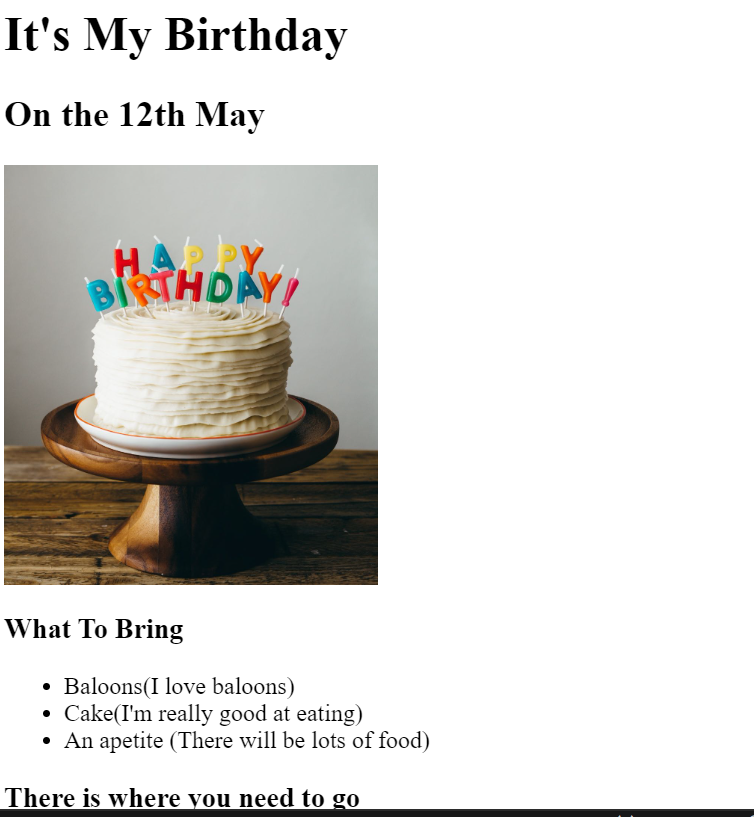 It's My Birthday
On the 12th May
HAPPY
BIRTHDAY!
What To Bring
Baloons(I love baloons)
Cake(I'm really good at eating)
An apetite (There will be lots of food)
There is where you need to go